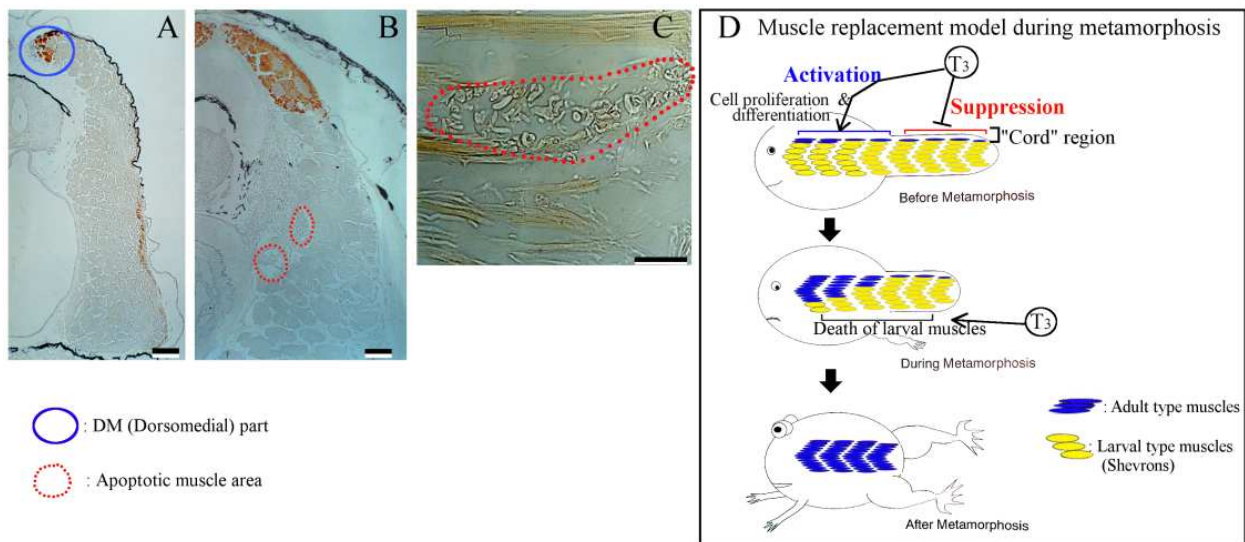 A
B
C
: DM (Dorsomedial) part
: Apoptotic muscle area
D Muscle replacement model during metamorphosis
T3
Activation
Suppression
Cell proliferation &
differentiation
"Cord" region
Before Metamorphosis
Death of larval muscles
T3
During Metamorphosis
: Adult type muscles
: Larval type muscles
(Shevrons)
After Metamorphosis